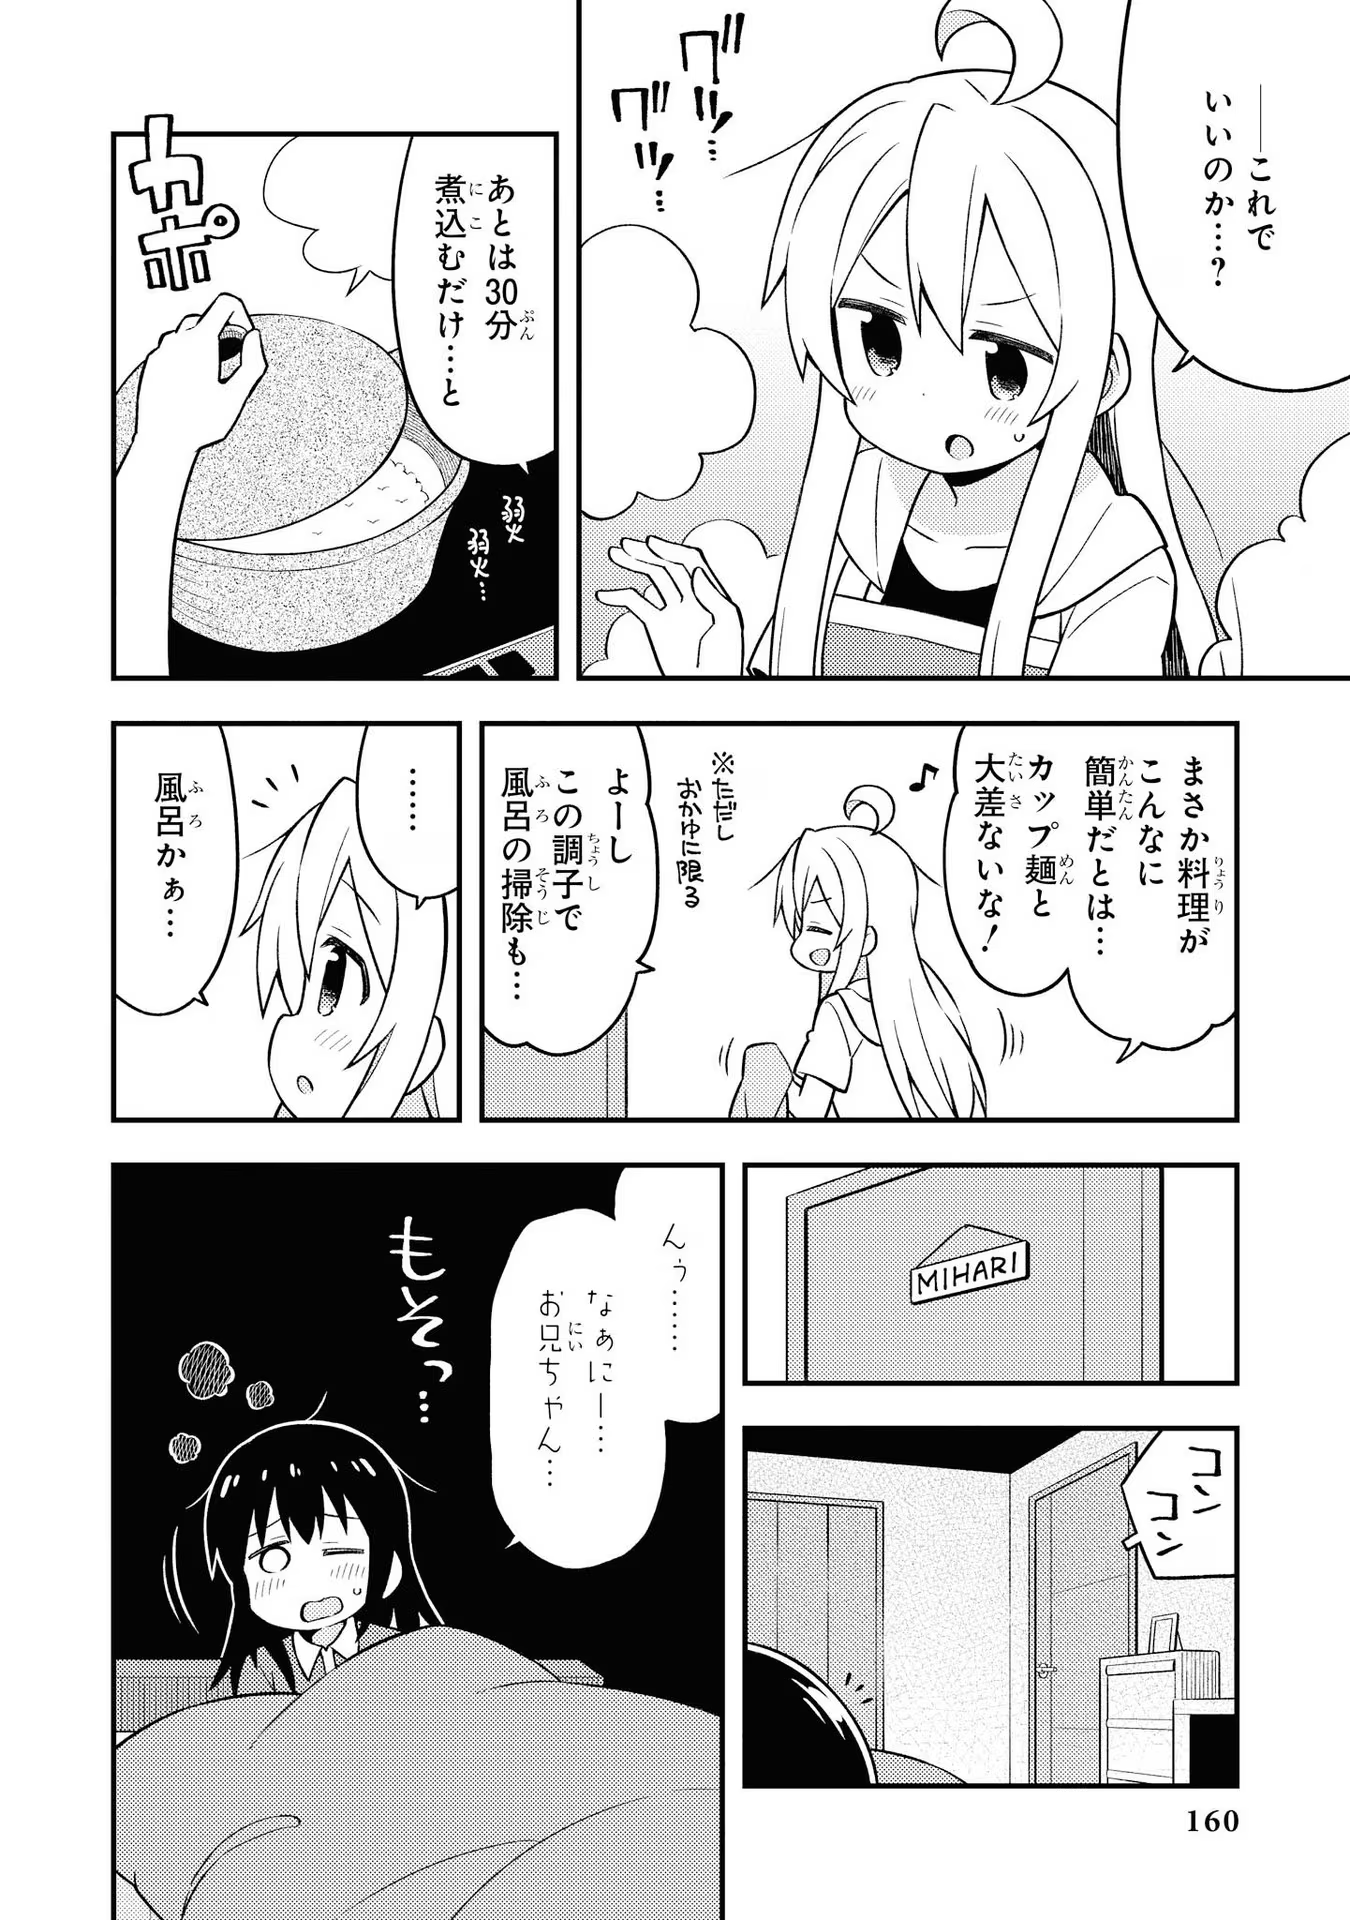 ――これで
いいのか…?
グツ
グツ…
あとは30分
煮込むだけ…と
カポ
弱火
弱火…
まさか料理が
こんなに
簡単だとは…
カップ麺と
大差ないな!
※ただし
おかゆに限る
よーし
この調子で
風呂の掃除も…
……
風呂かぁ…
MIHARI
コン
コン
んぅ……
なぁにー…
お兄ちゃん…
もそっ…
160